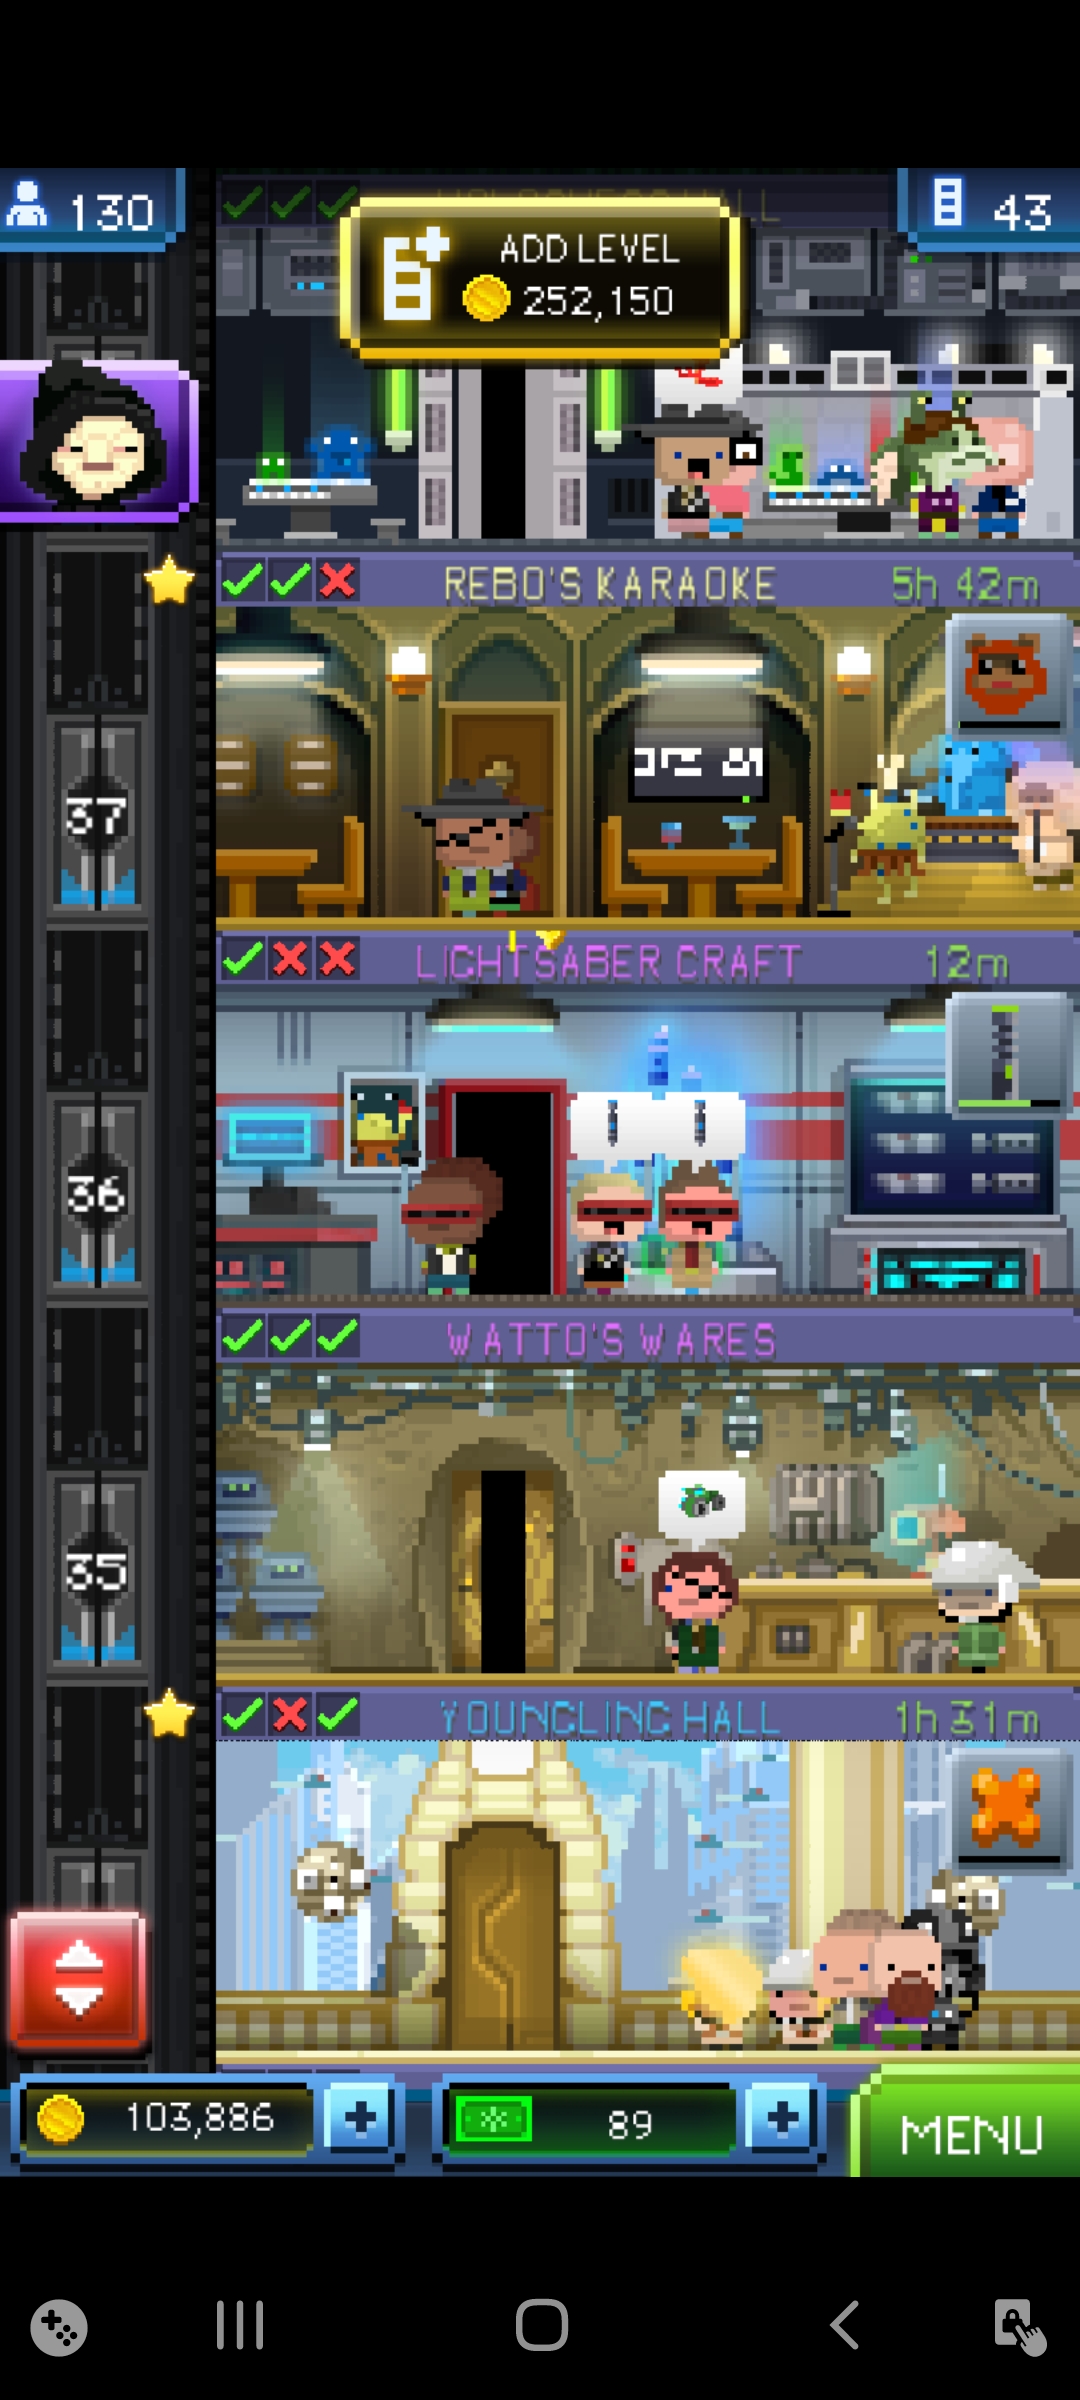 130
43
ADD LEVEL
252,150
REBO'S KARAOKE 5h 42m
37
LIGHTSABER CRAFT 12m
36
WATTO'S WARES
35
YOUNGLING HALL 1h 31m
103,886
89
MENU